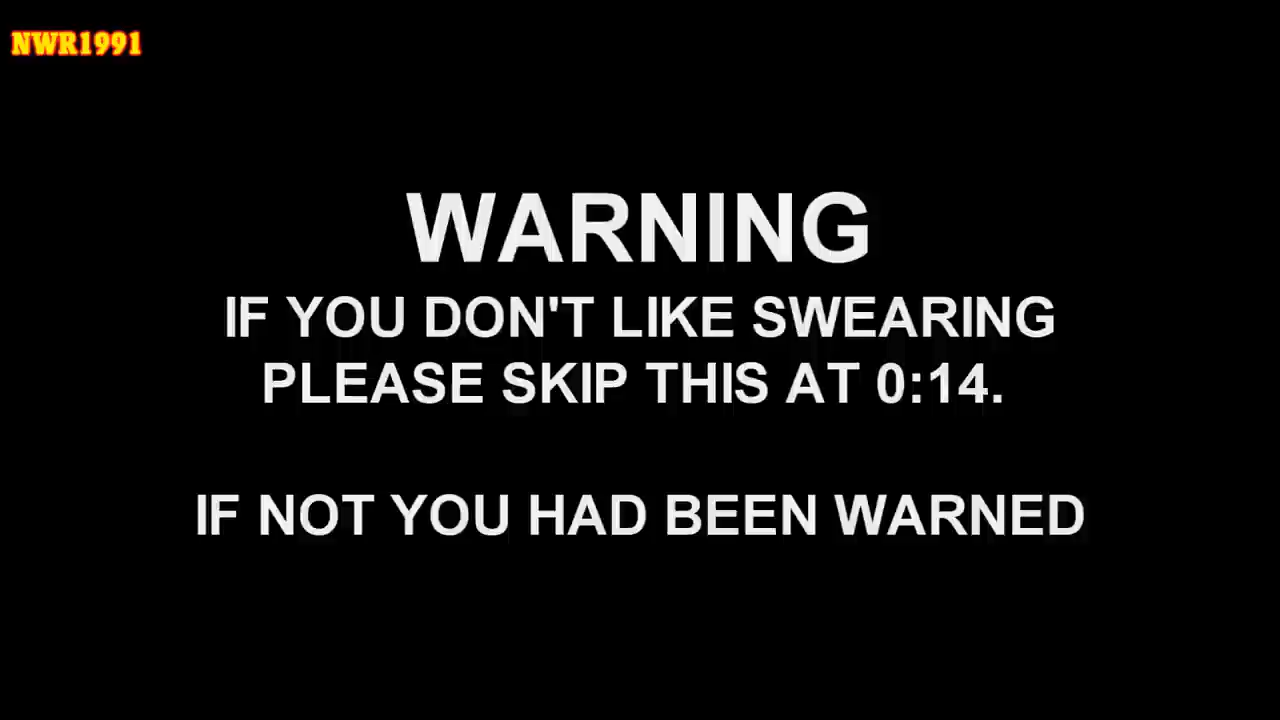 NWR1991
WARNING
IF YOU DON'T LIKE SWEARING
PLEASE SKIP THIS AT 0:14.
IF NOT YOU HAD BEEN WARNED